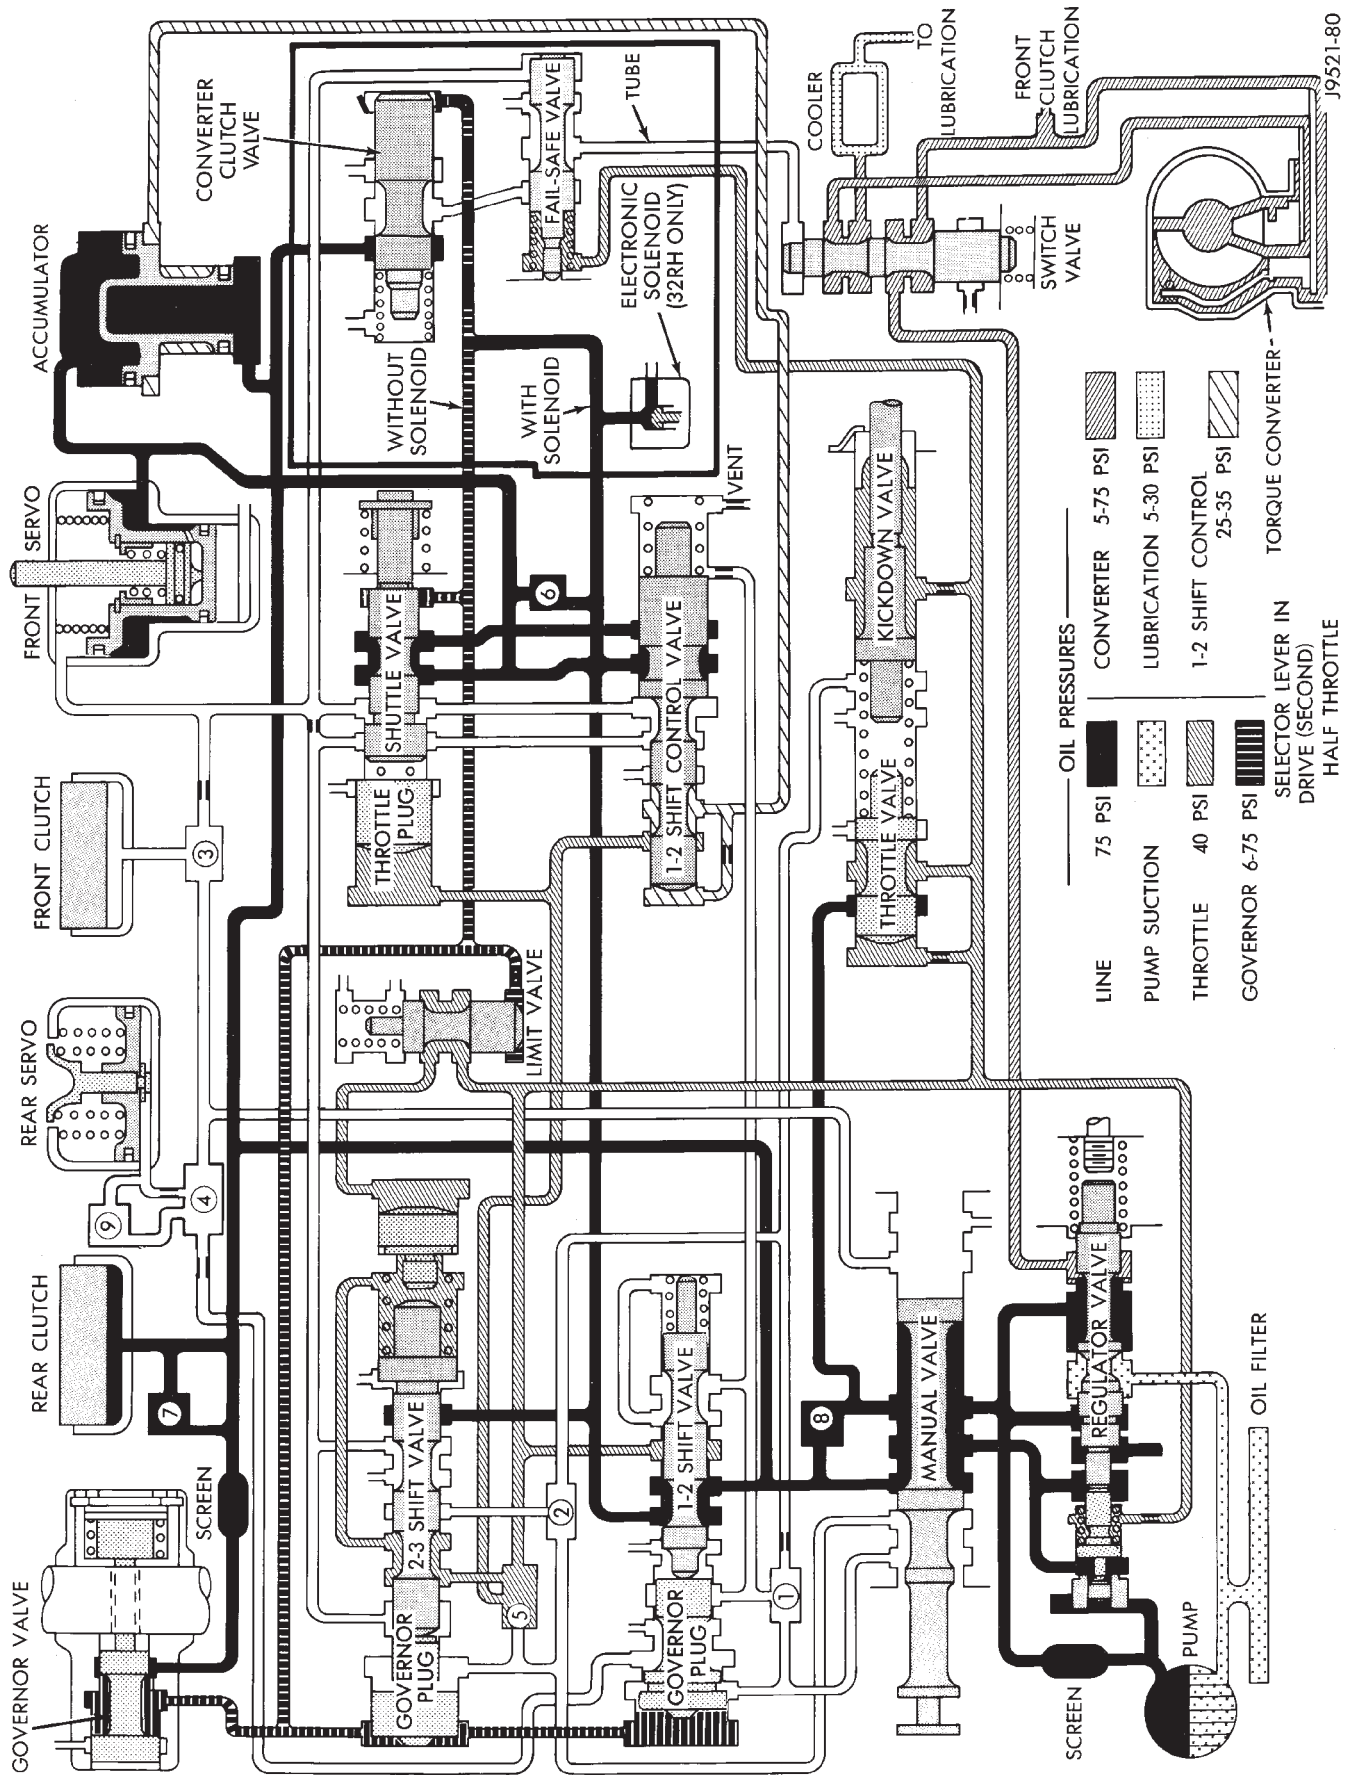 GOVERNOR VALVE
SCREEN
REAR CLUTCH
7
9
4
REAR SERVO
FRONT CLUTCH
3
FRONT SERVO
ACCUMULATOR
CONVERTER
CLUTCH
VALVE
GOVERNOR
PLUG
2-3 SHIFT VALVE
5
LIMIT VALVE
THROTTLE
PLUG
SHUTTLE VALVE
WITHOUT
SOLENOID
WITH
SOLENOID
6
FAIL-SAFE VALVE
TUBE
ELECTRONIC
SOLENOID
(32RH ONLY)
GOVERNOR
PLUG
1-2 SHIFT VALVE
2
1
1-2 SHIFT CONTROL VALVE
VENT
8
MANUAL VALVE
THROTTLE VALVE
KICKDOWN VALVE
SWITCH
VALVE
COOLER
TO
LUBRICATION
FRONT
CLUTCH
LUBRICATION
SCREEN
PUMP
REGULATOR VALVE
OIL FILTER
OIL PRESSURES
LINE 75 PSI
PUMP SUCTION
THROTTLE 40 PSI
GOVERNOR 6-75 PSI
CONVERTER 5-75 PSI
LUBRICATION 5-30 PSI
1-2 SHIFT CONTROL
25-35 PSI
SELECTOR LEVER IN
DRIVE (SECOND)
HALF THROTTLE
TORQUE CONVERTER
J9521-80